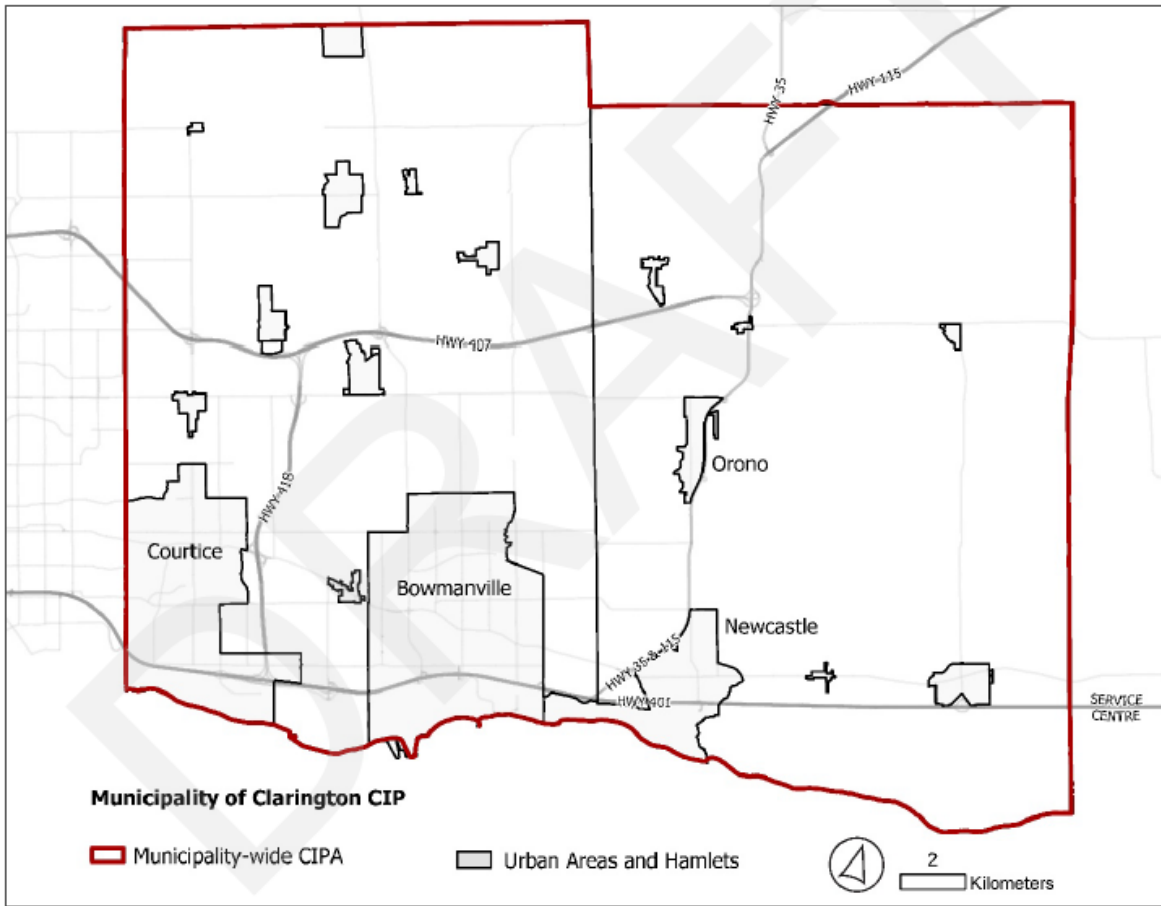 HWY-35
HWY-115
HWY-407
Orono
HWY-418
Courtice
Bowmanville
Newcastle
HWY-35-&-115
HWY-401
SERVICE
CENTRE
Municipality of Clarington CIP
Municipality-wide CIPA
Urban Areas and Hamlets
2
Kilometers
DRAFT